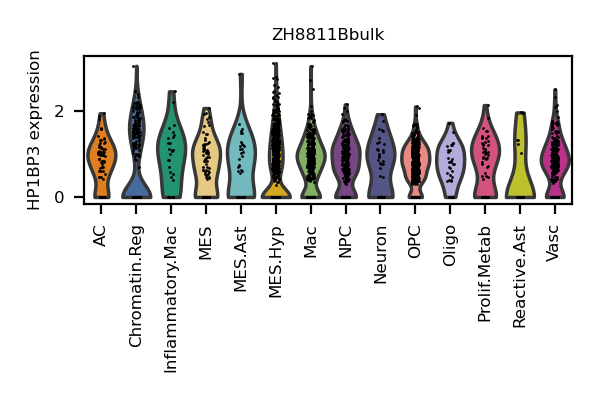 ZH8811Bbulk
HP1BP3 expression
2
0
AC
Chromatin.Reg
Inflammatory.Mac
MES
MES.Ast
MES.Hyp
Mac
NPC
Neuron
OPC
Oligo
Prolif.Metab
Reactive.Ast
Vasc